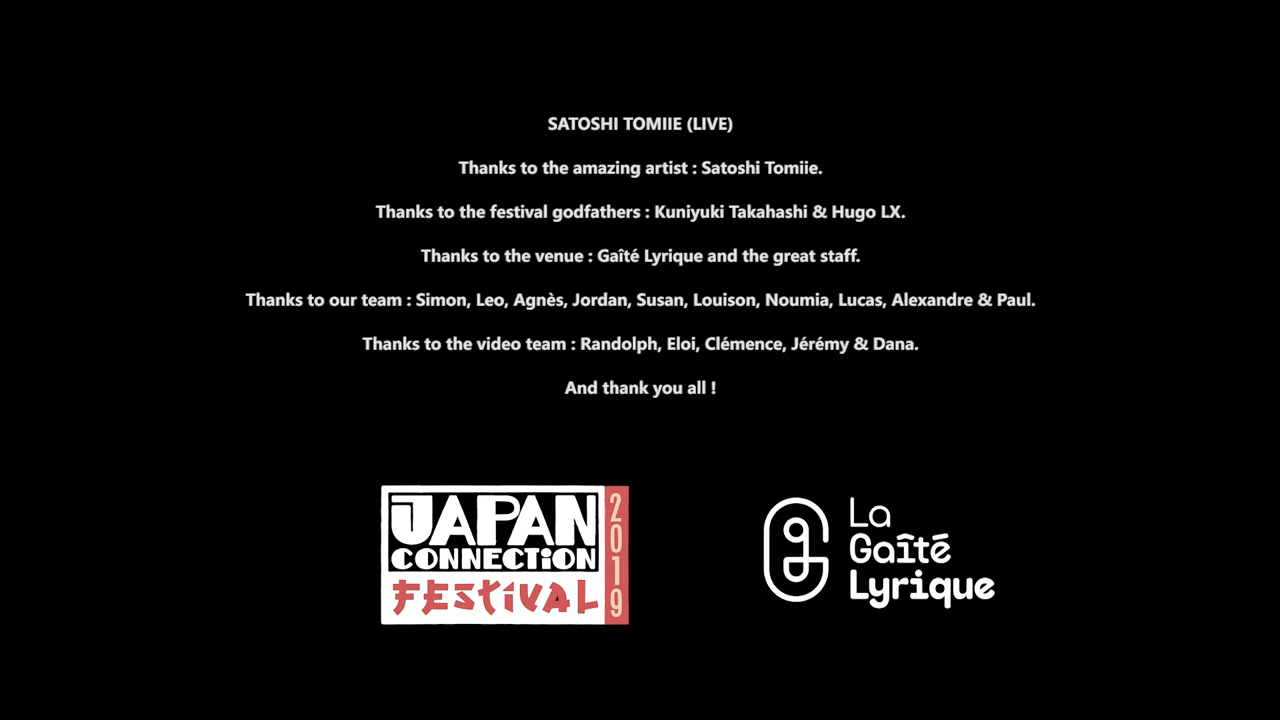 SATOSHI TOMIIE (LIVE)
Thanks to the amazing artist : Satoshi Tomiie.
Thanks to the festival godfathers : Kuniyuki Takahashi & Hugo LX.
Thanks to the venue : Gaîté Lyrique and the great staff.
Thanks to our team : Simon, Leo, Agnès, Jordan, Susan, Louison, Noumia, Lucas, Alexandre & Paul.
Thanks to the video team : Randolph, Eloi, Clémence, Jérémy & Dana.
And thank you all !
JAPAN
CONNECTiON
FESTIVAL
2019
La
Gaîté
Lyrique